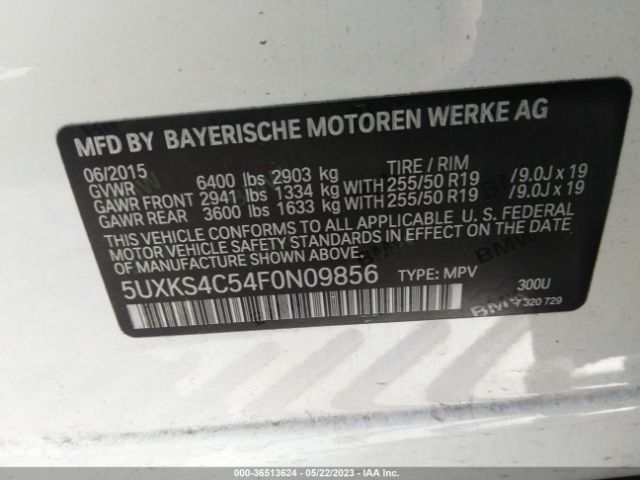 MFD BY BAYERISCHE MOTOREN WERKE AG
06/2015
GVWR 6400 lbs 2903 kg TIRE / RIM
GAWR FRONT 2941 lbs 1334 kg WITH 255/50 R19 /9.0J x 19
GAWR REAR 3600 lbs 1633 kg WITH 255/50 R19 /9.0J x 19
THIS VEHICLE CONFORMS TO ALL APPLICABLE U. S. FEDERAL
MOTOR VEHICLE SAFETY STANDARDS IN EFFECT ON THE DATE
OF MANUFACTURE SHOWN ABOVE.
5UXKS4C54F0N09856 TYPE: MPV 300U
BMW 7 320 729
000-36513624 - 05/22/2023 - IAA Inc.